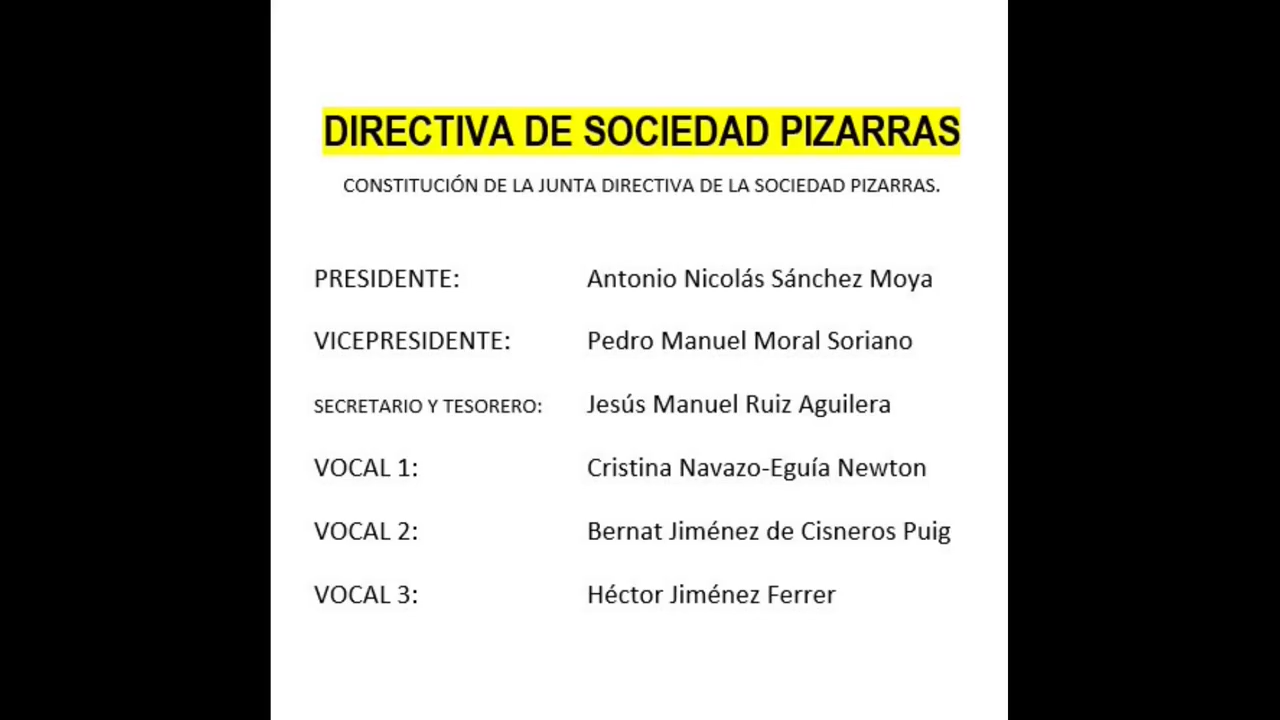 DIRECTIVA DE SOCIEDAD PIZARRAS
CONSTITUCIÓN DE LA JUNTA DIRECTIVA DE LA SOCIEDAD PIZARRAS.
PRESIDENTE: Antonio Nicolás Sánchez Moya
VICEPRESIDENTE: Pedro Manuel Moral Soriano
SECRETARIO Y TESORERO: Jesús Manuel Ruiz Aguilera
VOCAL 1: Cristina Navazo-Eguía Newton
VOCAL 2: Bernat Jiménez de Cisneros Puig
VOCAL 3: Héctor Jiménez Ferrer